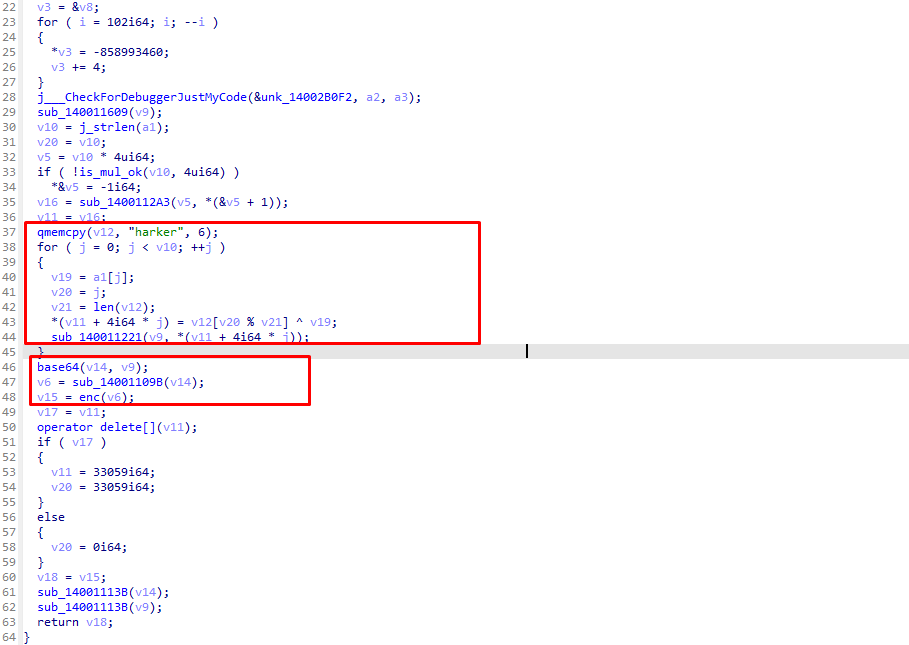 22 v3 = &v8;
23 for ( i = 102i64; i; --i )
24 {
25 *v3 = -858993460;
26 v3 += 4;
27 }
28 j___CheckForDebuggerJustMyCode(&unk_14002B0F2, a2, a3);
29 sub_140011609(v9);
30 v10 = j_strlen(a1);
31 v20 = v10;
32 v5 = v10 * 4ui64;
33 if ( !is_mul_ok(v10, 4ui64) )
34 *&v5 = -1i64;
35 v16 = sub_1400112A3(v5, *(&v5 + 1));
36 v11 = v16;
37 qmemcpy(v12, "harker", 6);
38 for ( j = 0; j < v10; ++j )
39 {
40 v19 = a1[j];
41 v20 = j;
42 v21 = len(v12);
43 *(v11 + 4i64 * j) = v12[v20 % v21] ^ v19;
44 sub_140011221(v9, *(v11 + 4i64 * j));
45 }
46 base64(v14, v9);
47 v6 = sub_14001109B(v14);
48 v15 = enc(v6);
49 v17 = v11;
50 operator delete[](v11);
51 if ( v17 )
52 {
53 v11 = 33059i64;
54 v20 = 33059i64;
55 }
56 else
57 {
58 v20 = 0i64;
59 }
60 v18 = v15;
61 sub_14001113B(v14);
62 sub_14001113B(v9);
63 return v18;
64 }